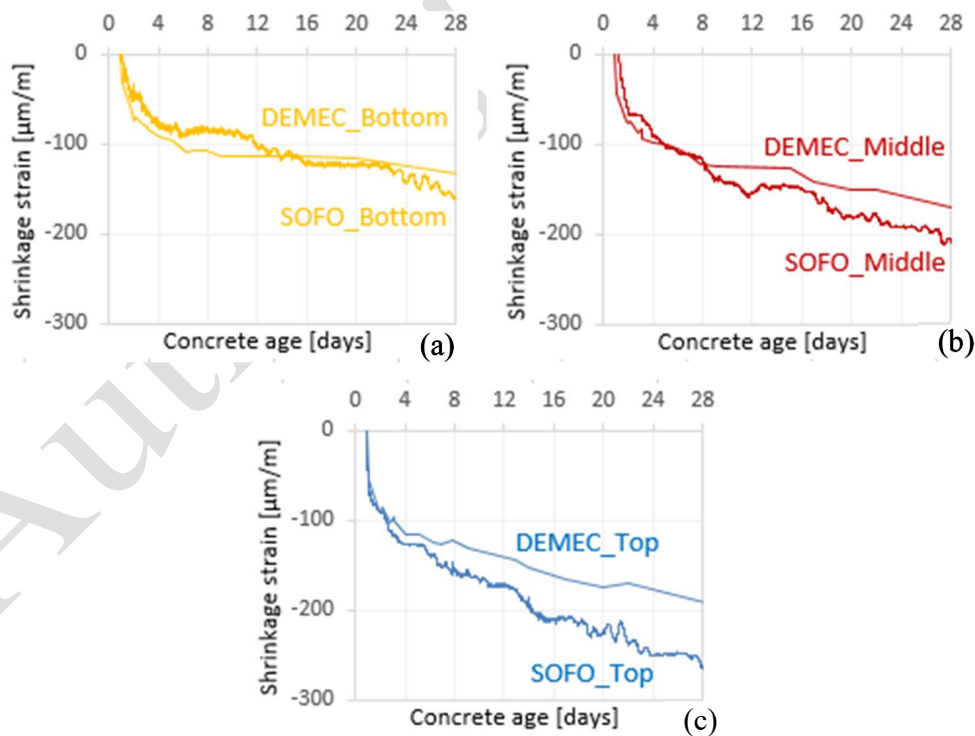 0 4 8 12 16 20 24 28
0
-100
-200
-300
Shrinkage strain [µm/m]
DEMEC_Bottom
SOFO_Bottom
Concrete age [days]
(a)
0 4 8 12 16 20 24 28
0
-100
-200
-300
Shrinkage strain [µm/m]
DEMEC_Middle
SOFO_Middle
Concrete age [days]
(b)
0 4 8 12 16 20 24 28
0
-100
-200
-300
Shrinkage strain [µm/m]
DEMEC_Top
SOFO_Top
Concrete age [days]
(c)